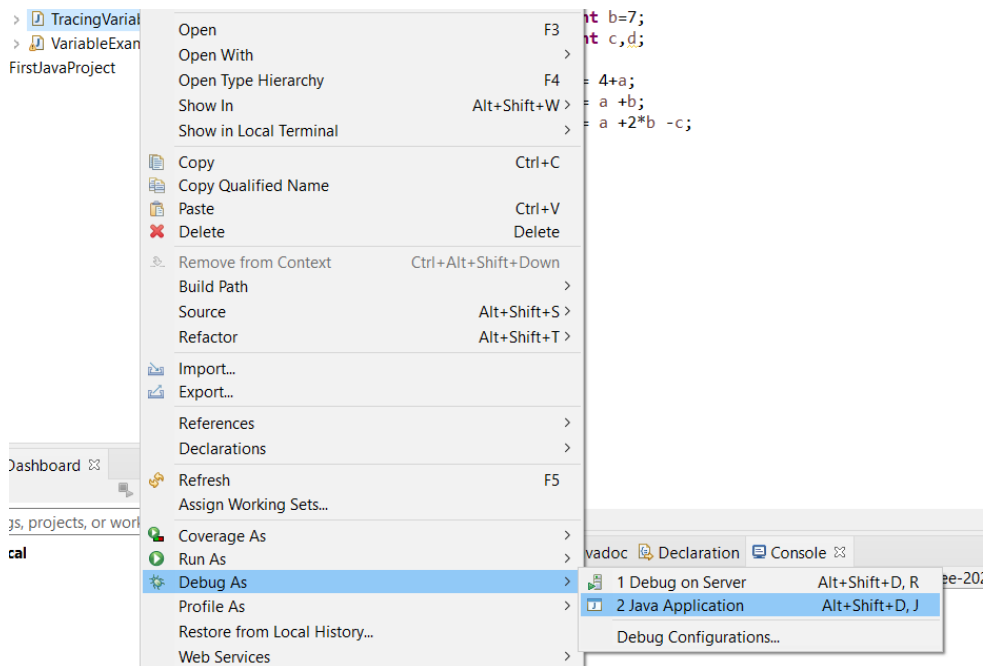 TracingVariab
VariableExan
FirstJavaProject
nt b=7;
nt c,d;
= 4+a;
= a +b;
= a +2*b -c;
Open F3
Open With
Open Type Hierarchy F4
Show In Alt+Shift+W
Show in Local Terminal
Copy Ctrl+C
Copy Qualified Name
Paste Ctrl+V
Delete Delete
Remove from Context Ctrl+Alt+Shift+Down
Build Path
Source Alt+Shift+S
Refactor Alt+Shift+T
Import...
Export...
References
Declarations
Refresh F5
Assign Working Sets...
Coverage As
Run As
Debug As
Profile As
Restore from Local History...
Web Services
Dashboard
gs, projects, or work
cal
vadoc Declaration Console
ee-202
1 Debug on Server Alt+Shift+D, R
2 Java Application Alt+Shift+D, J
Debug Configurations...